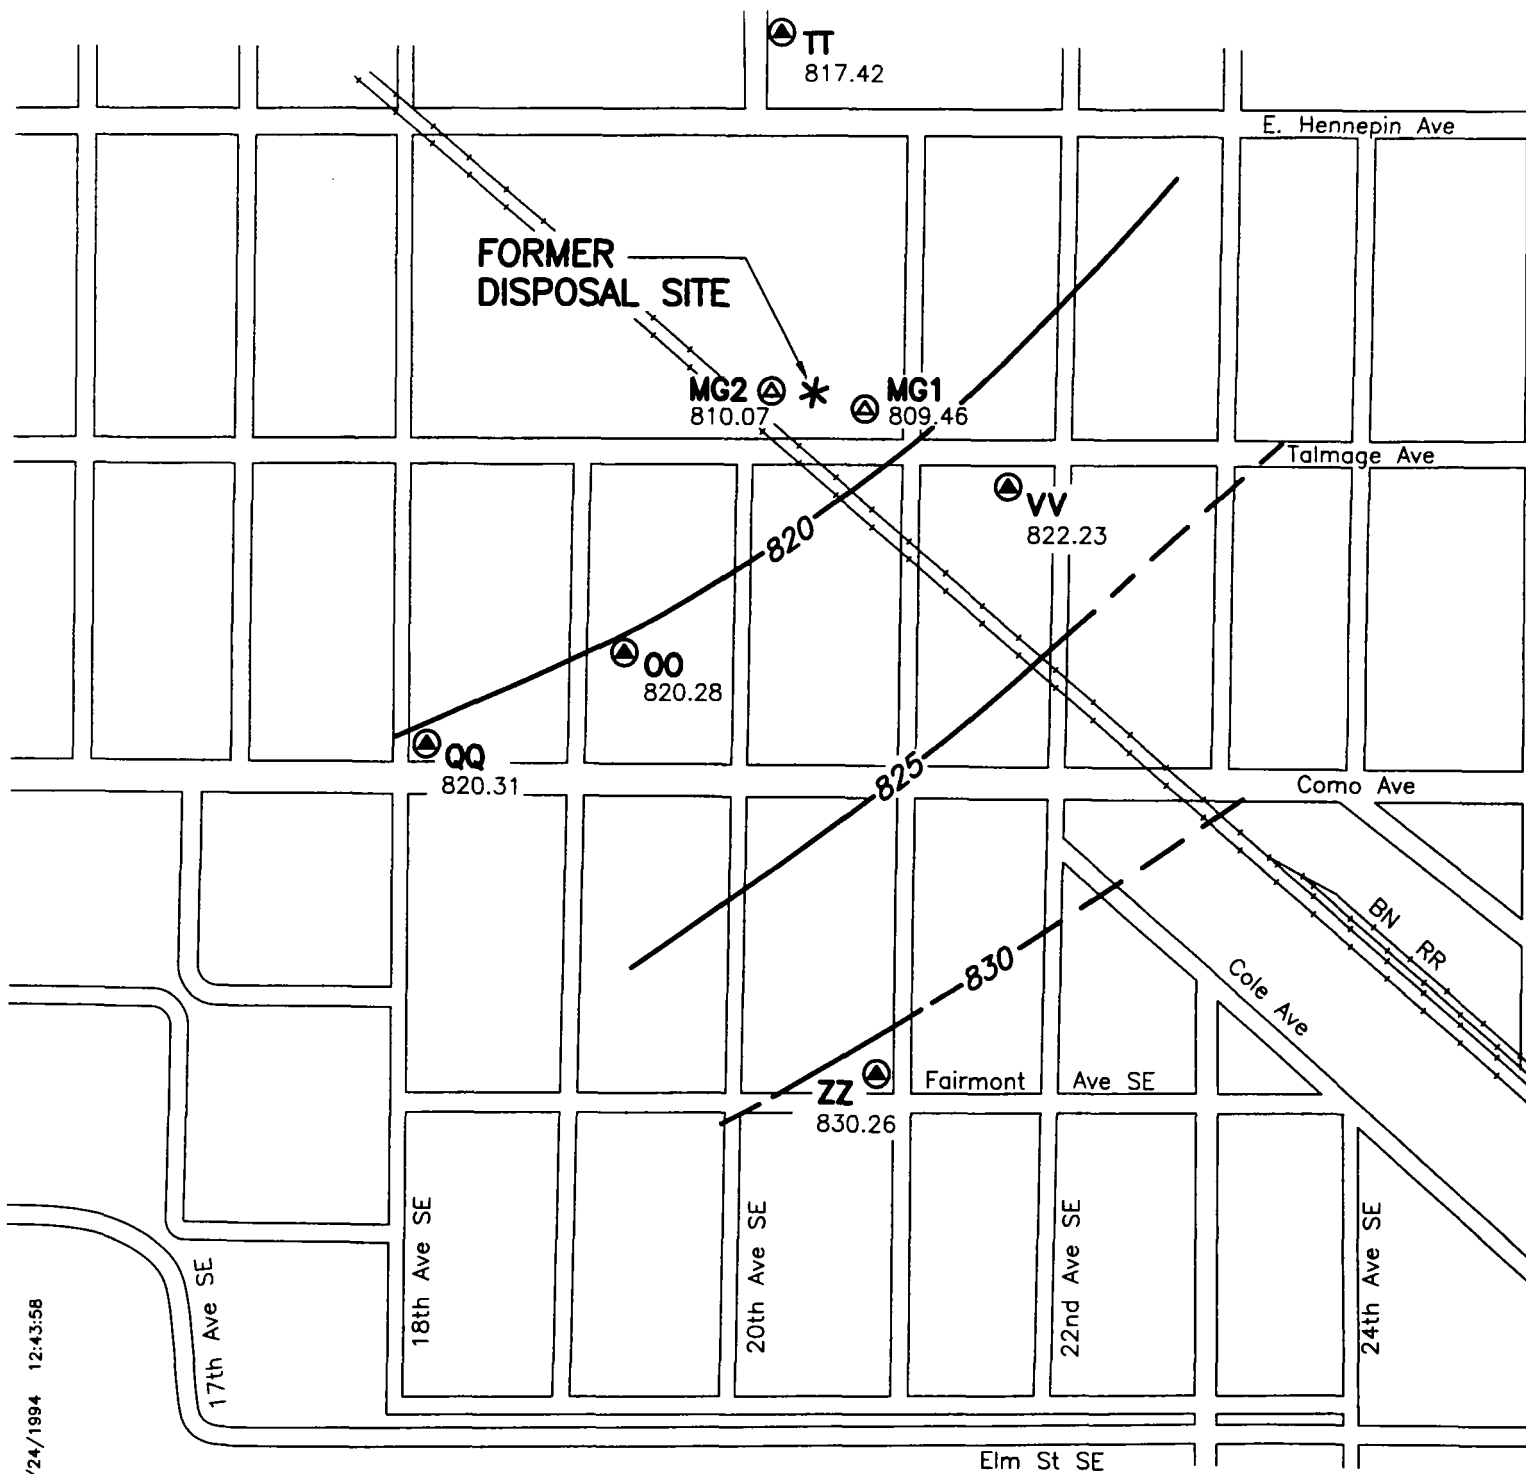 TT
817.42
E. Hennepin Ave
FORMER
DISPOSAL SITE
MG2
810.07
MG1
809.46
Talmage Ave
VV
822.23
820
OO
820.28
QQ
820.31
825
Como Ave
830
BN RR
Cole Ave
ZZ
830.26
Fairmont Ave SE
17th Ave SE
18th Ave SE
20th Ave SE
22nd Ave SE
24th Ave SE
Elm St SE
/24/1994 12:43:58